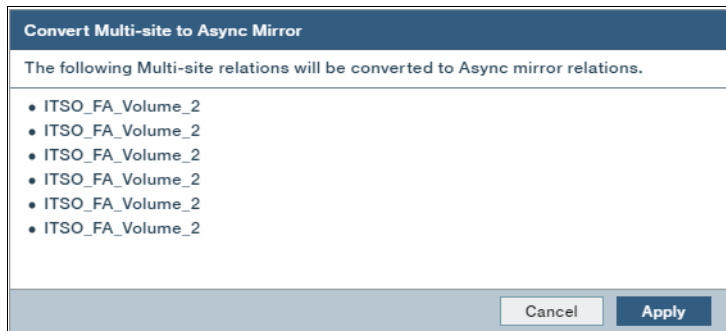 Convert Multi-site to Async Mirror
The following Multi-site relations will be converted to Async mirror relations.
• ITSO_FA_Volume_2
• ITSO_FA_Volume_2
• ITSO_FA_Volume_2
• ITSO_FA_Volume_2
• ITSO_FA_Volume_2
• ITSO_FA_Volume_2
Cancel Apply